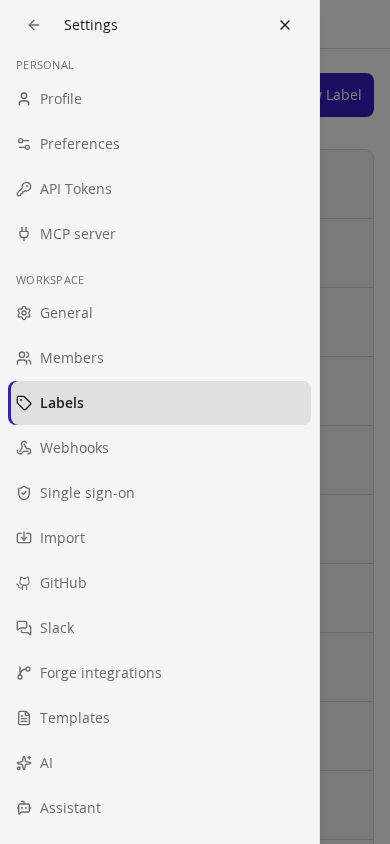 Settings
PERSONAL
Profile
Preferences
API Tokens
MCP server
WORKSPACE
General
Members
Labels
Webhooks
Single sign-on
Import
GitHub
Slack
Forge integrations
Templates
AI
Assistant
Label